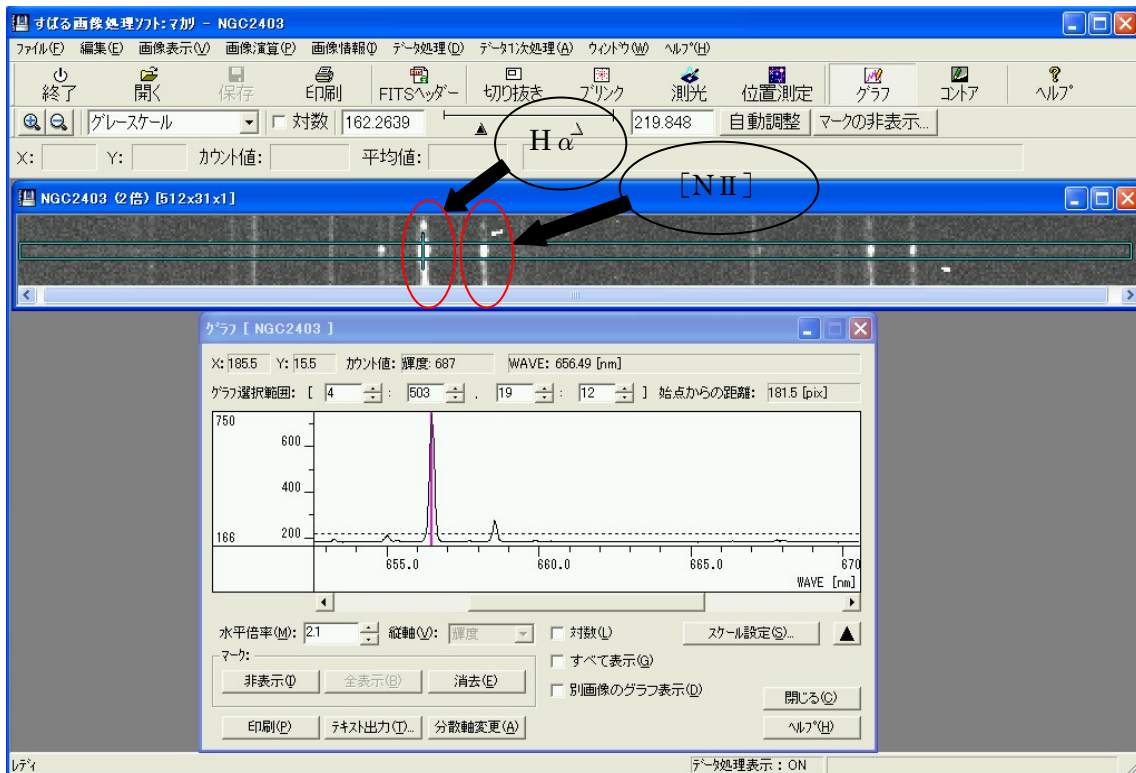 すばる画像処理ソフト:マカリ - NGC2403
ファイル(F) 編集(E) 画像表示(V) 画像演算(P) 画像情報(I) データ処理(D) データ1次処理(A) ウィンドウ(W) ヘルプ(H)
終了 開く 保存 印刷 FITSヘッダー 切り抜き ブリンク 測光 位置測定 グラフ コントア ヘルプ
グレースケール 対数 162.2639 219.848 自動調整 マークの非表示...
X: Y: カウント値: 平均値:
Hα
[NⅡ]
NGC2403 (2倍) [512x31x1]
グラフ [ NGC2403 ]
X: 185.5 Y: 15.5 カウント値: 輝度: 687 WAVE: 656.49 [nm]
グラフ選択範囲: [ 4 : 503 , 19 : 12 ] 始点からの距離: 181.5 [pix]
750
600
400
200
166
655.0 660.0 665.0 670
WAVE [nm]
水平倍率(M): 2.1 縦軸(V): 輝度 対数(L) スケール設定(S)... ▲
マーク:
すべて表示(G)
非表示(I) 全表示(B) 消去(E)
別画像のグラフ表示(D)
閉じる(C)
印刷(P) テキスト出力(T)... 分散軸変更(A) ヘルプ(H)
レディ データ処理表示 : ON